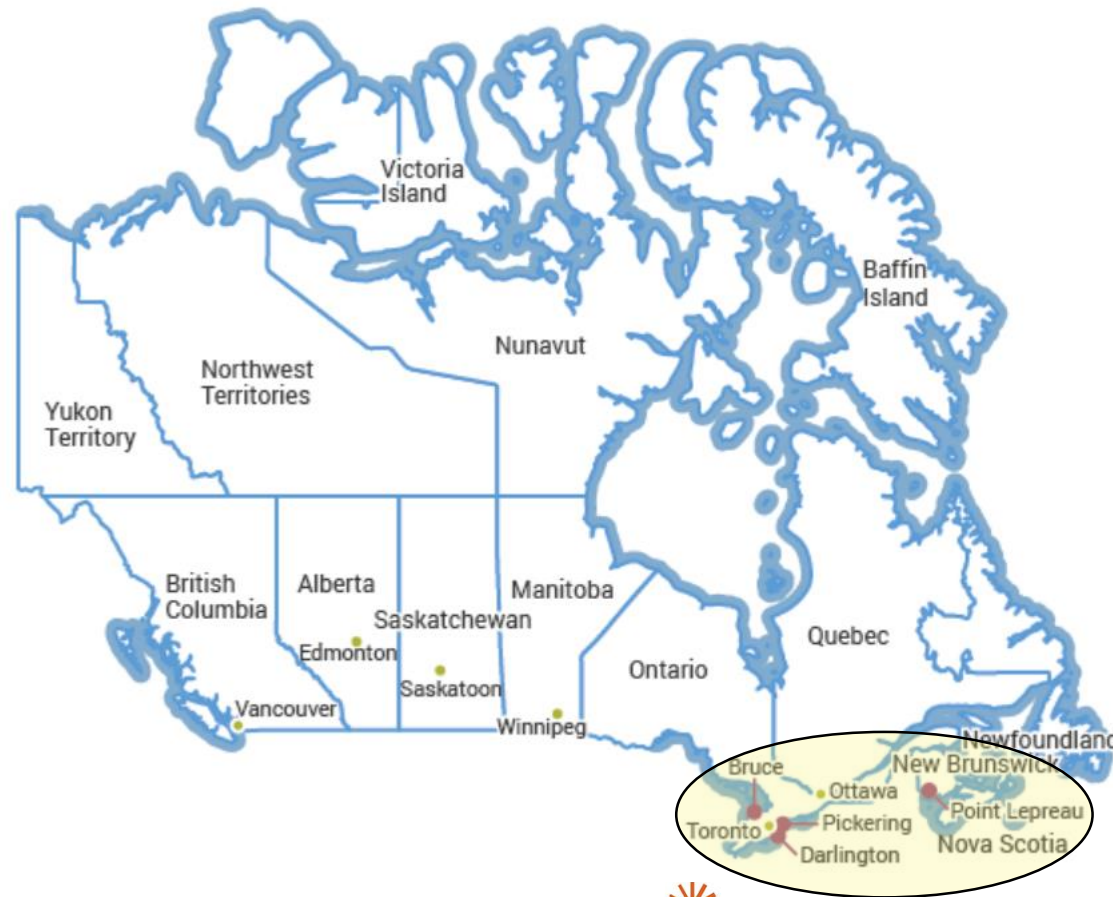 Victoria
Island
Baffin
Island
Nunavut
Northwest
Territories
Yukon
Territory
British
Columbia
Alberta
Manitoba
Saskatchewan
Quebec
Edmonton
Ontario
Saskatoon
Vancouver
Winpeg
Newfoundland
Bruce
New Brunswick
Ottawa
Point Lepreau
Toronto
Pickering
Nova Scotia
Darlington